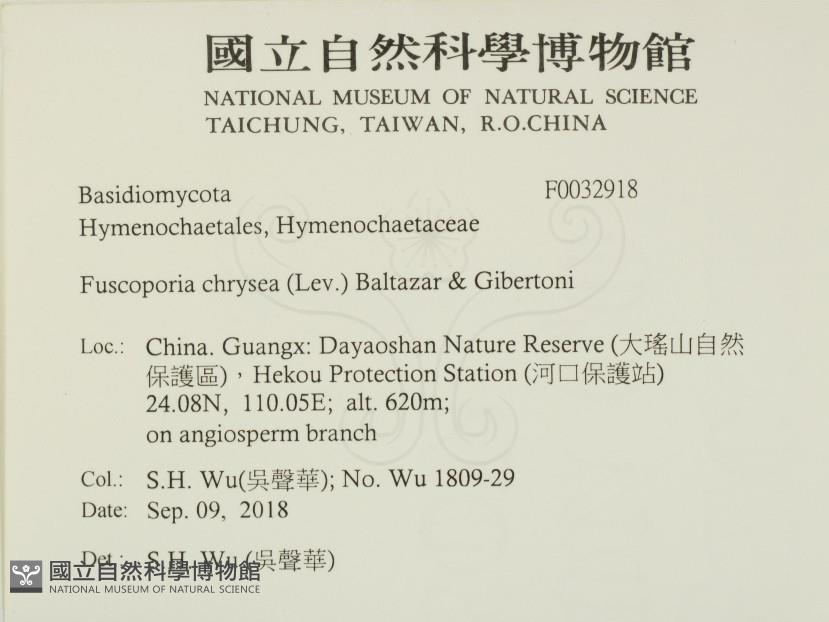 國立自然科學博物館
NATIONAL MUSEUM OF NATURAL SCIENCE
TAICHUNG, TAIWAN, R.O.CHINA
Basidiomycota F0032918
Hymenochaetales, Hymenochaetaceae
Fuscoporia chrysea (Lev.) Baltazar & Gibertoni
Loc.: China. Guangx: Dayaoshan Nature Reserve (大瑤山自然
保護區)，Hekou Protection Station (河口保護站)
24.08N, 110.05E; alt. 620m;
on angiosperm branch
Col.: S.H. Wu(吳聲華); No. Wu 1809-29
Date: Sep. 09, 2018
Det.: S.H. Wu (吳聲華)
國立自然科學博物館
NATIONAL MUSEUM OF NATURAL SCIENCE